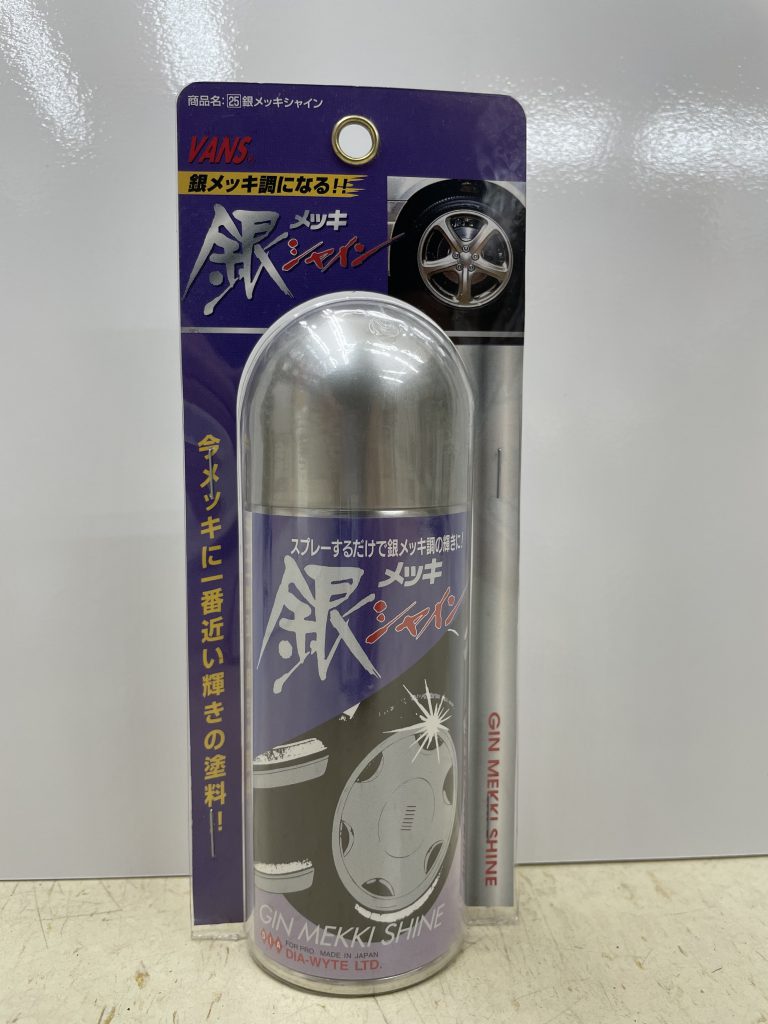 商品名:25銀メッキシャイン
VANS
銀メッキ調になる!!
銀メッキシャイン
今メッキに一番近い輝きの塗料!
GIN MEKKI SHINE
スプレーするだけで銀メッキ調の輝きに!
銀メッキシャイン
GIN MEKKI SHINE
FOR PRO. MADE IN JAPAN
DIA-WYTE LTD.